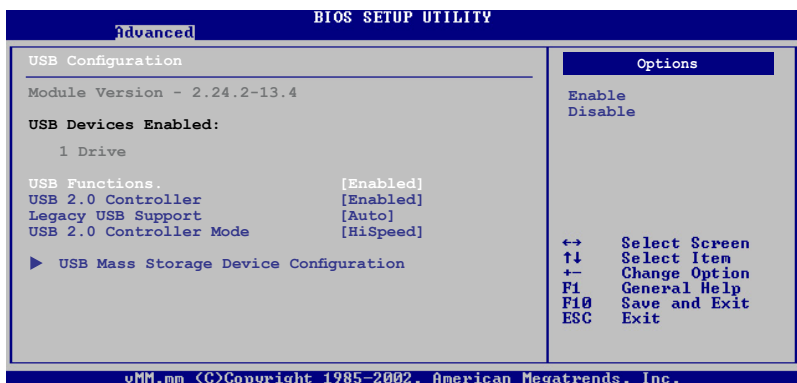 BIOS SETUP UTILITY
Advanced
USB Configuration
Module Version - 2.24.2-13.4
USB Devices Enabled:
1 Drive
USB Functions. [Enabled]
USB 2.0 Controller [Enabled]
Legacy USB Support [Auto]
USB 2.0 Controller Mode [HiSpeed]
USB Mass Storage Device Configuration
Options
Enable
Disable
↔ Select Screen
↑↓ Select Item
+- Change Option
F1 General Help
F10 Save and Exit
ESC Exit
vMM.mm (C)Copyright 1985-2002, American Megatrends, Inc.